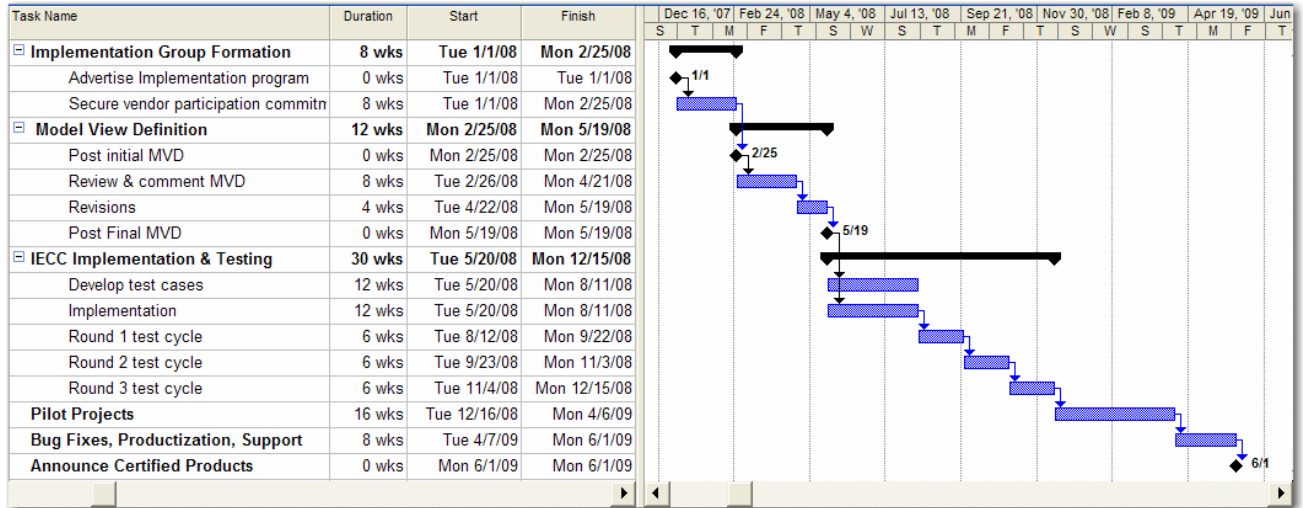 Task Name Duration Start Finish Dec 16, '07 Feb 24, '08 May 4, '08 Jul 13, '08 Sep 21, '08 Nov 30, '08 Feb 8, '09 Apr 19, '09 Jun
S T M F T S W S T M F T S W S T M F T
Implementation Group Formation 8 wks Tue 1/1/08 Mon 2/25/08
Advertise Implementation program 0 wks Tue 1/1/08 Tue 1/1/08 1/1
Secure vendor participation commitm 8 wks Tue 1/1/08 Mon 2/25/08
Model View Definition 12 wks Mon 2/25/08 Mon 5/19/08
Post initial MVD 0 wks Mon 2/25/08 Mon 2/25/08 2/25
Review & comment MVD 8 wks Tue 2/26/08 Mon 4/21/08
Revisions 4 wks Tue 4/22/08 Mon 5/19/08
Post Final MVD 0 wks Mon 5/19/08 Mon 5/19/08 5/19
IECC Implementation & Testing 30 wks Tue 5/20/08 Mon 12/15/08
Develop test cases 12 wks Tue 5/20/08 Mon 8/11/08
Implementation 12 wks Tue 5/20/08 Mon 8/11/08
Round 1 test cycle 6 wks Tue 8/12/08 Mon 9/22/08
Round 2 test cycle 6 wks Tue 9/23/08 Mon 11/3/08
Round 3 test cycle 6 wks Tue 11/4/08 Mon 12/15/08
Pilot Projects 16 wks Tue 12/16/08 Mon 4/6/09
Bug Fixes, Productization, Support 8 wks Tue 4/7/09 Mon 6/1/09
Announce Certified Products 0 wks Mon 6/1/09 Mon 6/1/09 6/1